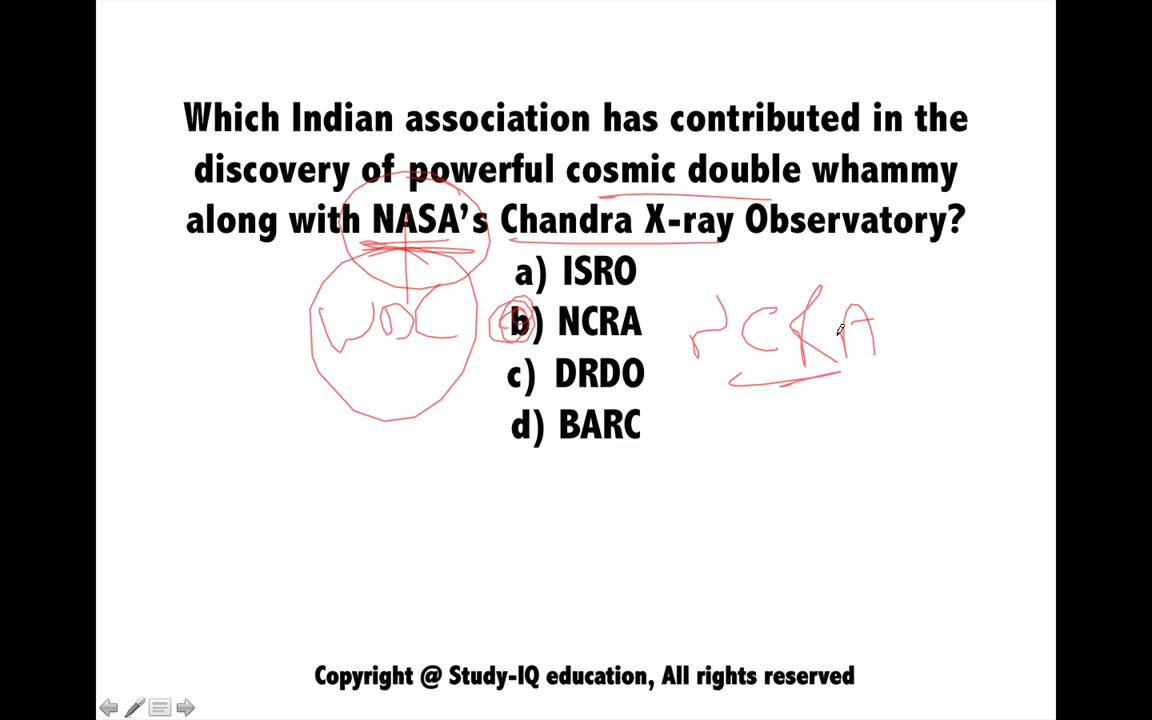 Which Indian association has contributed in the
discovery of powerful cosmic double whammy
along with NASA's Chandra X-ray Observatory?
a) ISRO
WDC b) NCRA NCRA
c) DRDO
d) BARC
Copyright @ Study-IQ education, All rights reserved